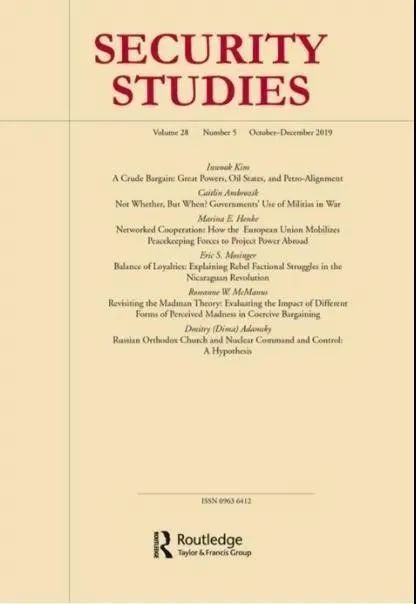 SECURITY
STUDIES
Volume 28 Number 5 October–December 2019
Inwook Kim
A Crude Bargain: Great Powers, Oil States, and Petro-Alignment
Caitlin Ambrozik
Not Whether, But When? Governments' Use of Militias in War
Marina E. Henke
Networked Cooperation: How the European Union Mobilizes
Peacekeeping Forces to Project Power Abroad
Eric S. Mosinger
Balance of Loyalties: Explaining Rebel Factional Struggles in the
Nicaraguan Revolution
Roseanne W. McManus
Revisiting the Madman Theory: Evaluating the Impact of Different
Forms of Perceived Madness in Coercive Bargaining
Dmitry (Dima) Adamsky
Russian Orthodox Church and Nuclear Command and Control:
A Hypothesis
ISSN 0963 6412
ROUTLEDGE
Routledge
Taylor & Francis Group